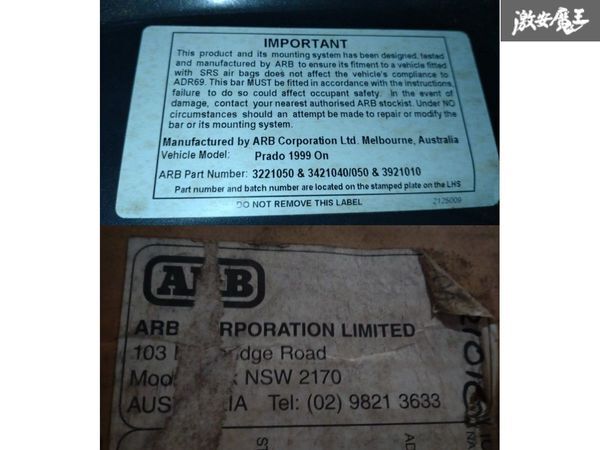 激安魔王
IMPORTANT
This product and its mounting system has been designed, tested
and manufactured by ARB to ensure its fitment to a vehicle fitted
with SRS air bags does not affect the vehicle's compliance to
ADR69. This bar MUST be fitted in accordance with the instructions,
failure to do so could affect occupant safety. In the event of
damage, contact your nearest authorised ARB stockist. Under NO
circumstances should an attempt be made to repair or modify the
bar or its mounting system.
Manufactured by ARB Corporation Ltd. Melbourne, Australia
Vehicle Model: Prado 1999 On
ARB Part Number: 3221050 & 3421040/050 & 3921010
Part number and batch number are located on the stamped plate on the LHS
DO NOT REMOVE THIS LABEL
2125009
ARB
ARB CORPORATION LIMITED
103 dge Road
Moo k NSW 2170
AUS LIA Tel: (02) 9821 3633